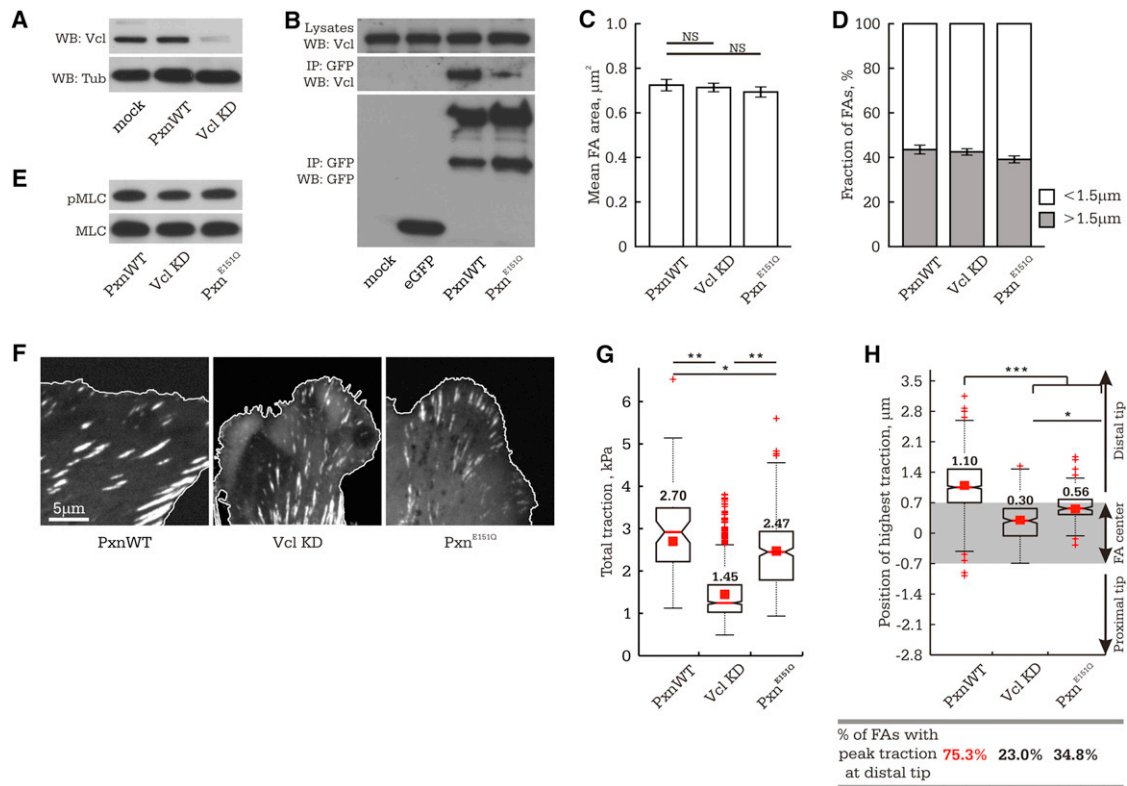 A
WB: Vcl
WB: Tub
mock
PxnWT
Vcl KD
B
Lysates
WB: Vcl
IP: GFP
WB: Vcl
IP: GFP
WB: GFP
mock
eGFP
PxnWT
Pxn E151Q
C
Mean FA area, μm²
1.0
0.8
0.6
0.4
0.2
0
NS
NS
PxnWT
Vcl KD
Pxn E151Q
D
Fraction of FAs, %
100
80
60
40
20
0
PxnWT
Vcl KD
Pxn E151Q
<1.5μm
>1.5μm
E
pMLC
MLC
PxnWT
Vcl KD
Pxn E151Q
F
5μm
PxnWT
Vcl KD
Pxn E151Q
G
Total traction , kPa
6
5
4
3
2
1
0
** **
*
2.70
1.45
2.47
PxnWT
Vcl KD
Pxn E151Q
H
Position of highest traction, μm
3.5
2.8
2.1
1.4
0.7
0
-0.7
-1.4
-2.1
-2.8
***
*
1.10
0.30
0.56
Distal tip
FA center
Proximal tip
PxnWT
Vcl KD
Pxn E151Q
% of FAs with
peak traction 75.3% 23.0% 34.8%
at distal tip